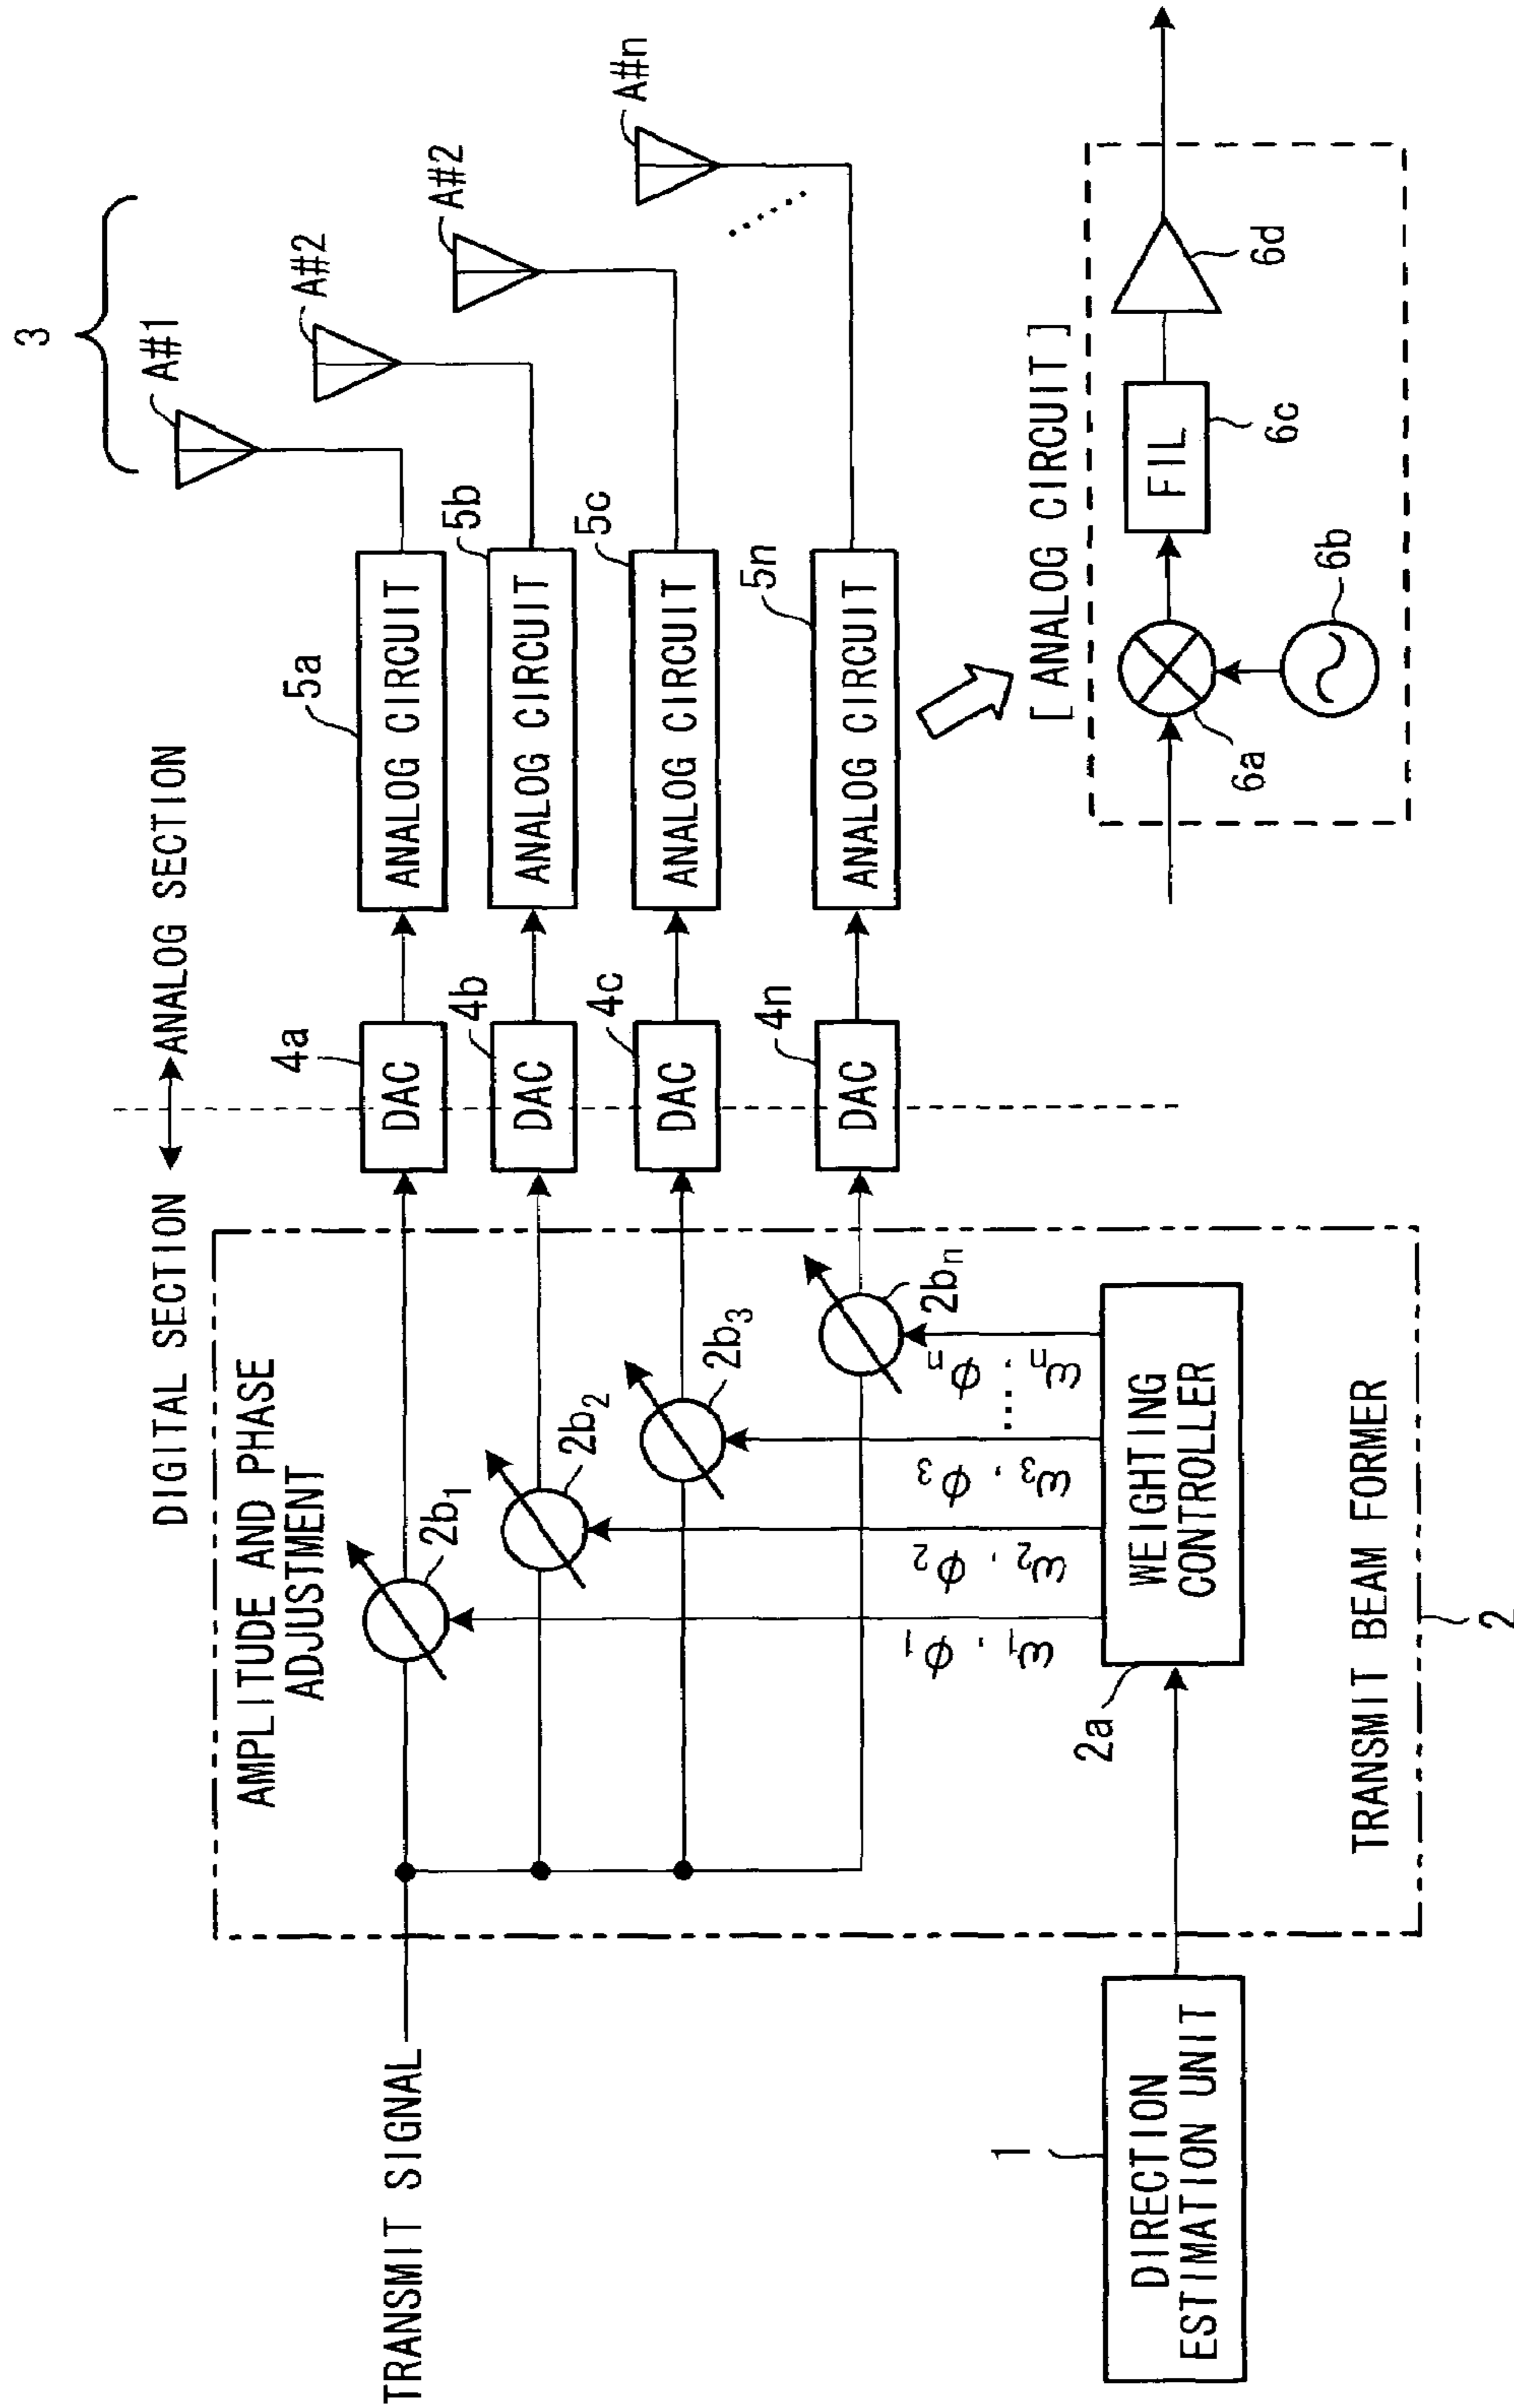 3
A#1
A#2
A#2
A#n
DIGITAL SECTION
ANALOG SECTION
AMPLITUDE AND PHASE
ADJUSTMENT
TRANSMIT SIGNAL
2b1
2b2
2b3
2bn
4a
DAC
4b
DAC
4c
DAC
4n
DAC
5a
ANALOG CIRCUIT
5b
ANALOG CIRCUIT
5c
ANALOG CIRCUIT
5n
ANALOG CIRCUIT
ω1, φ1
ω2, φ2
ω3, φ3
....
ωn, φn
1
DIRECTION
ESTIMATION UNIT
2a
WEIGHTING
CONTROLLER
TRANSMIT BEAM FORMER
2
[ ANALOG CIRCUIT ]
6a
6b
FIL
6c
6d